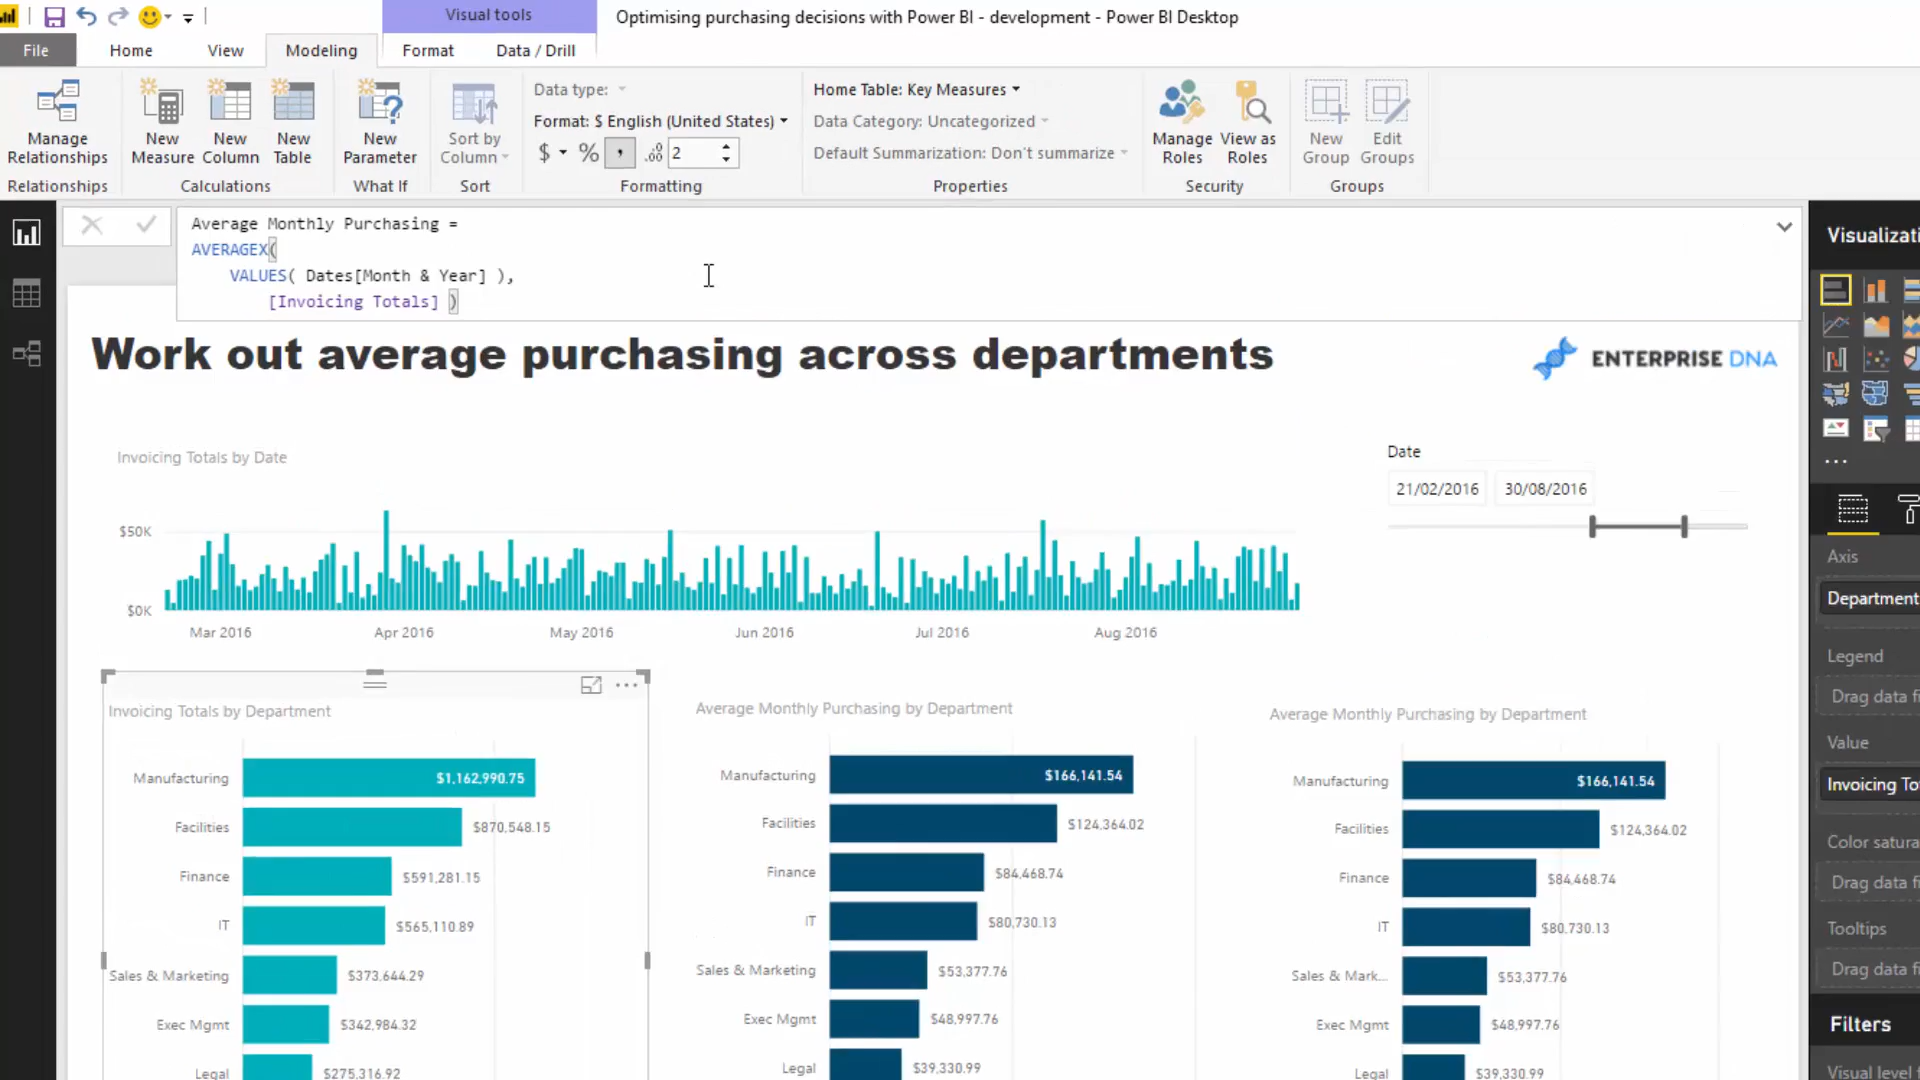 Visual tools
Optimising purchasing decisions with Power BI - development - Power BI Desktop
File
Home
View
Modeling
Format
Data / Drill
Manage
Relationships
New
Measure
New
Column
New
Table
New
Parameter
Sort by
Column
Data type:
Format: $ English (United States)
$ % , .00 2
Home Table: Key Measures
Data Category: Uncategorized
Default Summarization: Don't summarize
Manage
Roles
View as
Roles
New
Group
Edit
Groups
Relationships
Calculations
What If
Sort
Formatting
Properties
Security
Groups
Average Monthly Purchasing =
AVERAGEX(
VALUES( Dates[Month & Year] ),
[Invoicing Totals] )
Work out average purchasing across departments
ENTERPRISE DNA
Invoicing Totals by Date
$50K
$0K
Mar 2016
Apr 2016
May 2016
Jun 2016
Jul 2016
Aug 2016
Date
21/02/2016
30/08/2016
Invoicing Totals by Department
Manufacturing $1,162,990.75
Facilities $870,548.15
Finance $591,281.15
IT $565,110.89
Sales & Marketing $373,644.29
Exec Mgmt $342,984.32
Legal $275,316.92
Average Monthly Purchasing by Department
Manufacturing $166,141.54
Facilities $124,364.02
Finance $84,468.74
IT $80,730.13
Sales & Marketing $53,377.76
Exec Mgmt $48,997.76
Legal $39,330.99
Average Monthly Purchasing by Department
Manufacturing $166,141.54
Facilities $124,364.02
Finance $84,468.74
IT $80,730.13
Sales & Mark... $53,377.76
Exec Mgmt $48,997.76
Legal $39,330.99
Visualizati
Axis
Department
Legend
Drag data fi
Value
Invoicing To
Color satura
Drag data fi
Tooltips
Drag data fi
Filters
Visual level